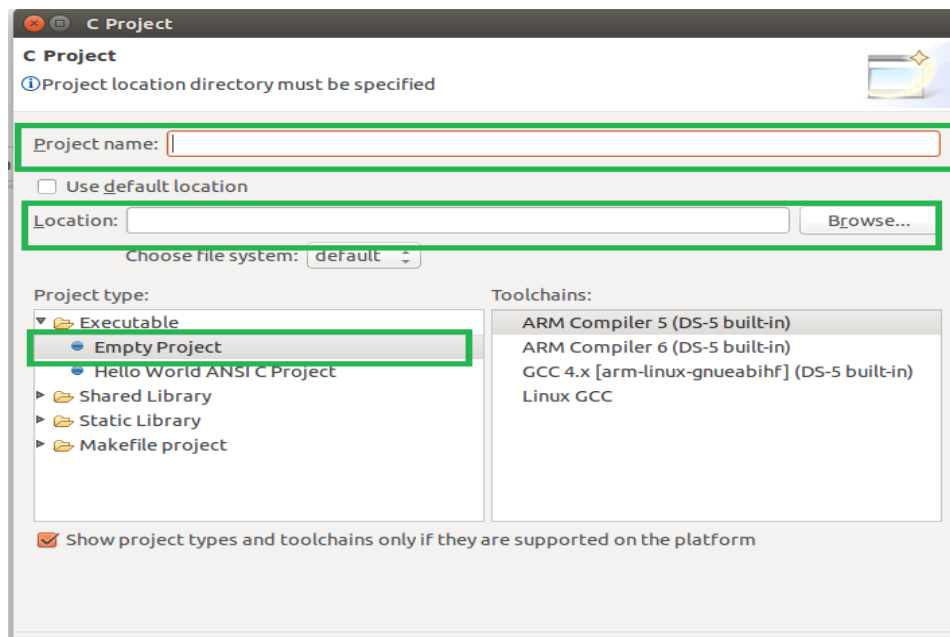 C Project
C Project
Project location directory must be specified
Project name:
Use default location
Location:
Browse...
Choose file system: default
Project type:
Executable
Empty Project
Hello World ANSI C Project
Shared Library
Static Library
Makefile project
Toolchains:
ARM Compiler 5 (DS-5 built-in)
ARM Compiler 6 (DS-5 built-in)
GCC 4.x [arm-linux-gnueabihf] (DS-5 built-in)
Linux GCC
Show project types and toolchains only if they are supported on the platform